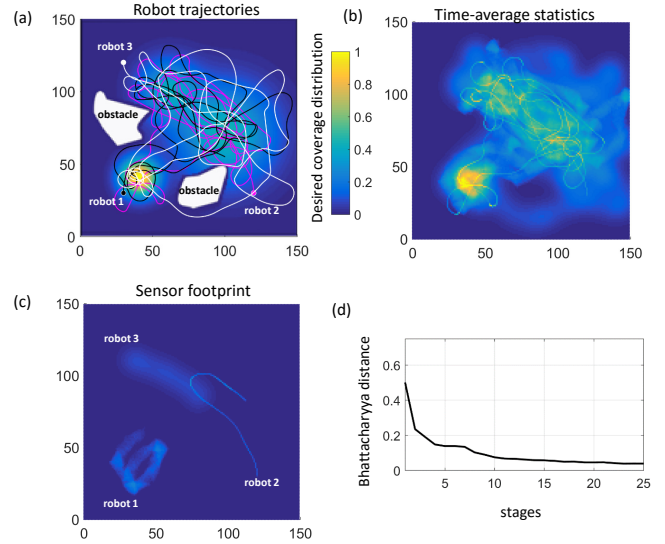 (a)
Robot trajectories
150
100
50
0
0
50
100
150
robot 3
obstacle
obstacle
robot 1
robot 2
Desired coverage distribution
1
0.8
0.6
0.4
0.2
0
(b)
Time-average statistics
150
100
50
0
0
50
100
150
(c)
Sensor footprint
150
100
50
0
0
50
100
150
robot 3
robot 1
robot 2
(d)
Bhattacharyya distance
0.6
0.4
0.2
0
5
10
15
20
25
stages